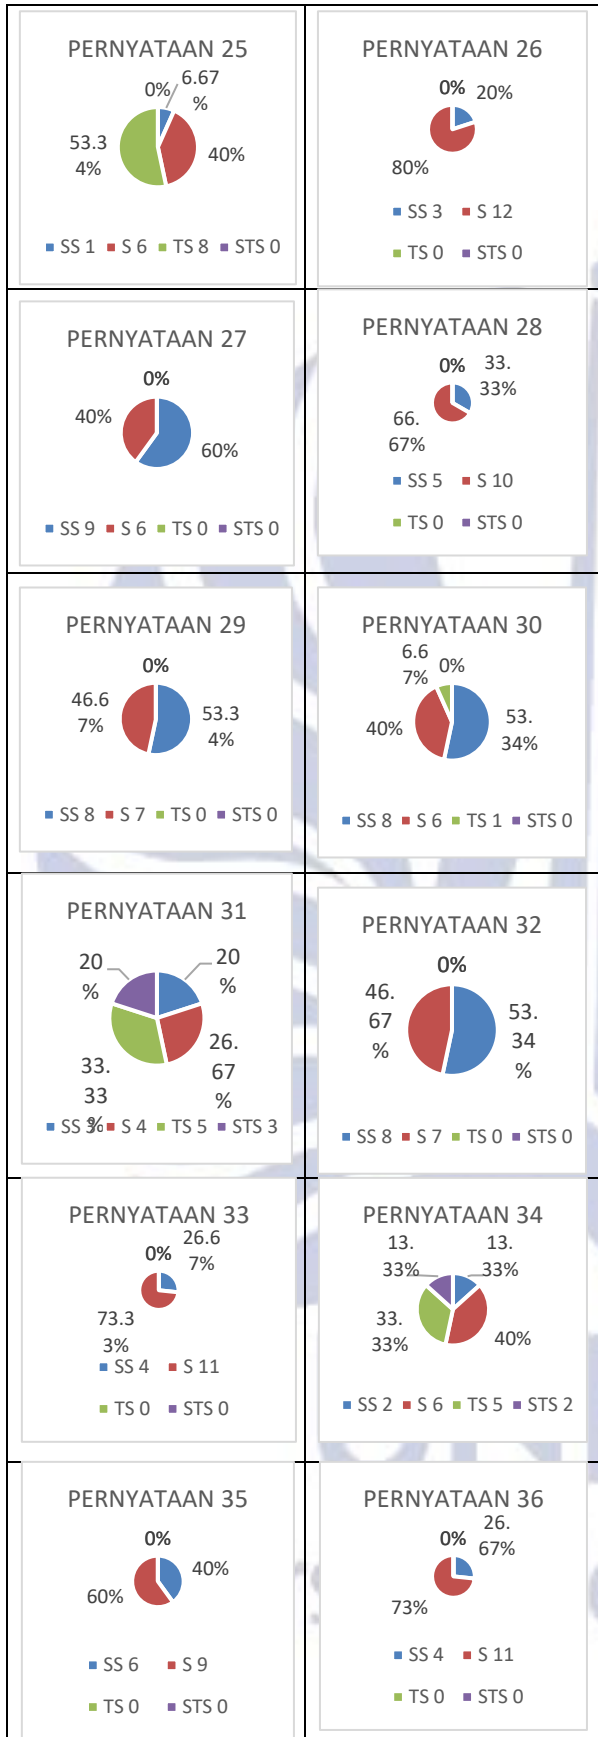 PERNYATAAN 25
0%
6.67
%
53.3
4%
40%
SS 1 S 6 TS 8 STS 0
PERNYATAAN 26
0%
20%
80%
SS 3 S 12
TS 0 STS 0
PERNYATAAN 27
0%
40%
60%
SS 9 S 6 TS 0 STS 0
PERNYATAAN 28
0%
33.
33%
66.
67%
SS 5 S 10
TS 0 STS 0
PERNYATAAN 29
0%
46.6
7%
53.3
4%
SS 8 S 7 TS 0 STS 0
PERNYATAAN 30
6.6
7%
0%
40%
53.
34%
SS 8 S 6 TS 1 STS 0
PERNYATAAN 31
20
%
20
%
26.
67
%
33.
33
%
SS 3 S 4 TS 5 STS 3
PERNYATAAN 32
0%
46.
67
%
53.
34
%
SS 8 S 7 TS 0 STS 0
PERNYATAAN 33
0%
26.6
7%
73.3
3%
SS 4 S 11
TS 0 STS 0
PERNYATAAN 34
13.
33%
13.
33%
33.
33%
40%
SS 2 S 6 TS 5 STS 2
PERNYATAAN 35
0%
40%
60%
SS 6 S 9
TS 0 STS 0
PERNYATAAN 36
0%
26.
67%
73%
SS 4 S 11
TS 0 STS 0